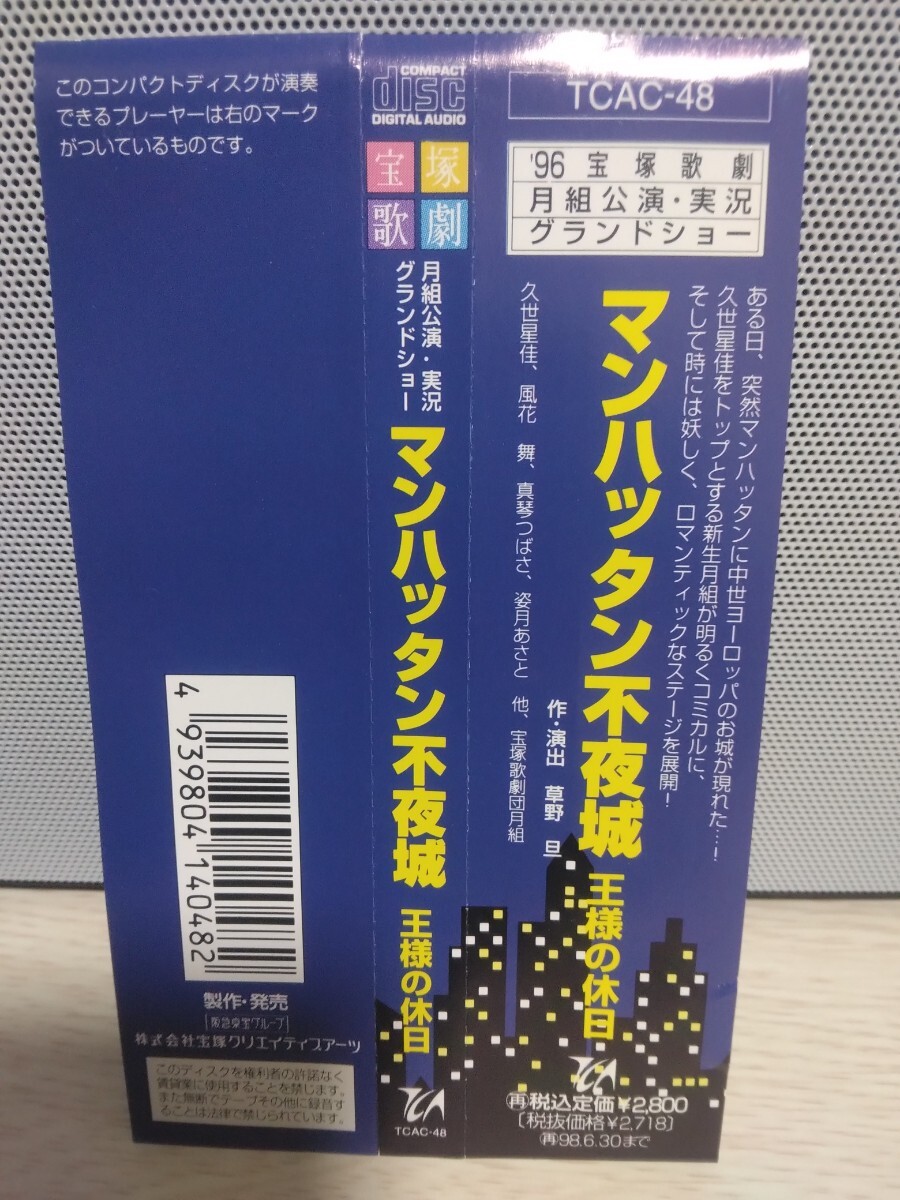 このコンパクトディスクが演奏
できるプレーヤーは右のマーク
がついているものです。
4 939804 140482
製作・発売
阪急東宝グループ
株式会社宝塚クリエイティブアーツ
このディスクを権利者の許諾なく
賃貸業に使用することを禁じます。
また無断でテープその他に録音す
ることは法律で禁じられています。
COMPACT
disc
DIGITAL AUDIO
宝塚
歌劇
月組公演・実況
グランドショー
マンハッタン不夜城
王様の休日
TCAC-48
TCAC-48
'96 宝塚歌劇
月組公演・実況
グランドショー
ある日、突然マンハッタンに中世ヨーロッパのお城が現れた…!
久世星佳をトップとする新生月組が明るくコミカルに、
そして時には妖しく、ロマンティックなステージを展開!
マンハッタン不夜城
王様の休日
作・演出 草野 旦
久世星佳、風花 舞、真琴つばさ、姿月あさと 他、宝塚歌劇団月組
再税込定価¥2,800
〔税抜価格¥2,718〕
再98.6.30まで